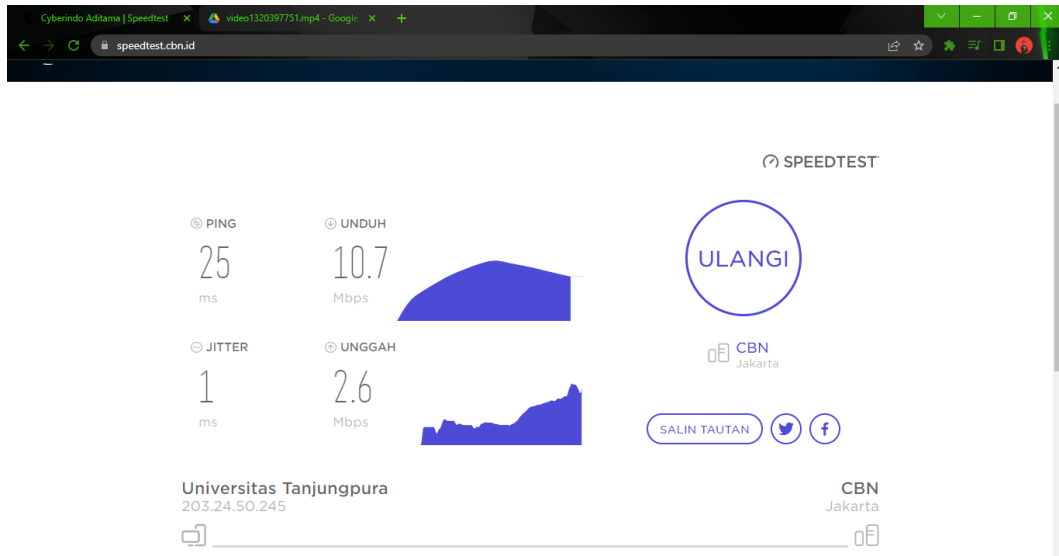 Cyberindo Aditama | Speedtest
video1320397751.mp4 - Google
speedtest.cbn.id
SPEEDTEST
PING
25
ms
UNDUH
10.7
Mbps
ULANGI
JITTER
1
ms
UNGGAH
2.6
Mbps
CBN
Jakarta
SALIN TAUTAN
Universitas Tanjungpura
203.24.50.245
CBN
Jakarta